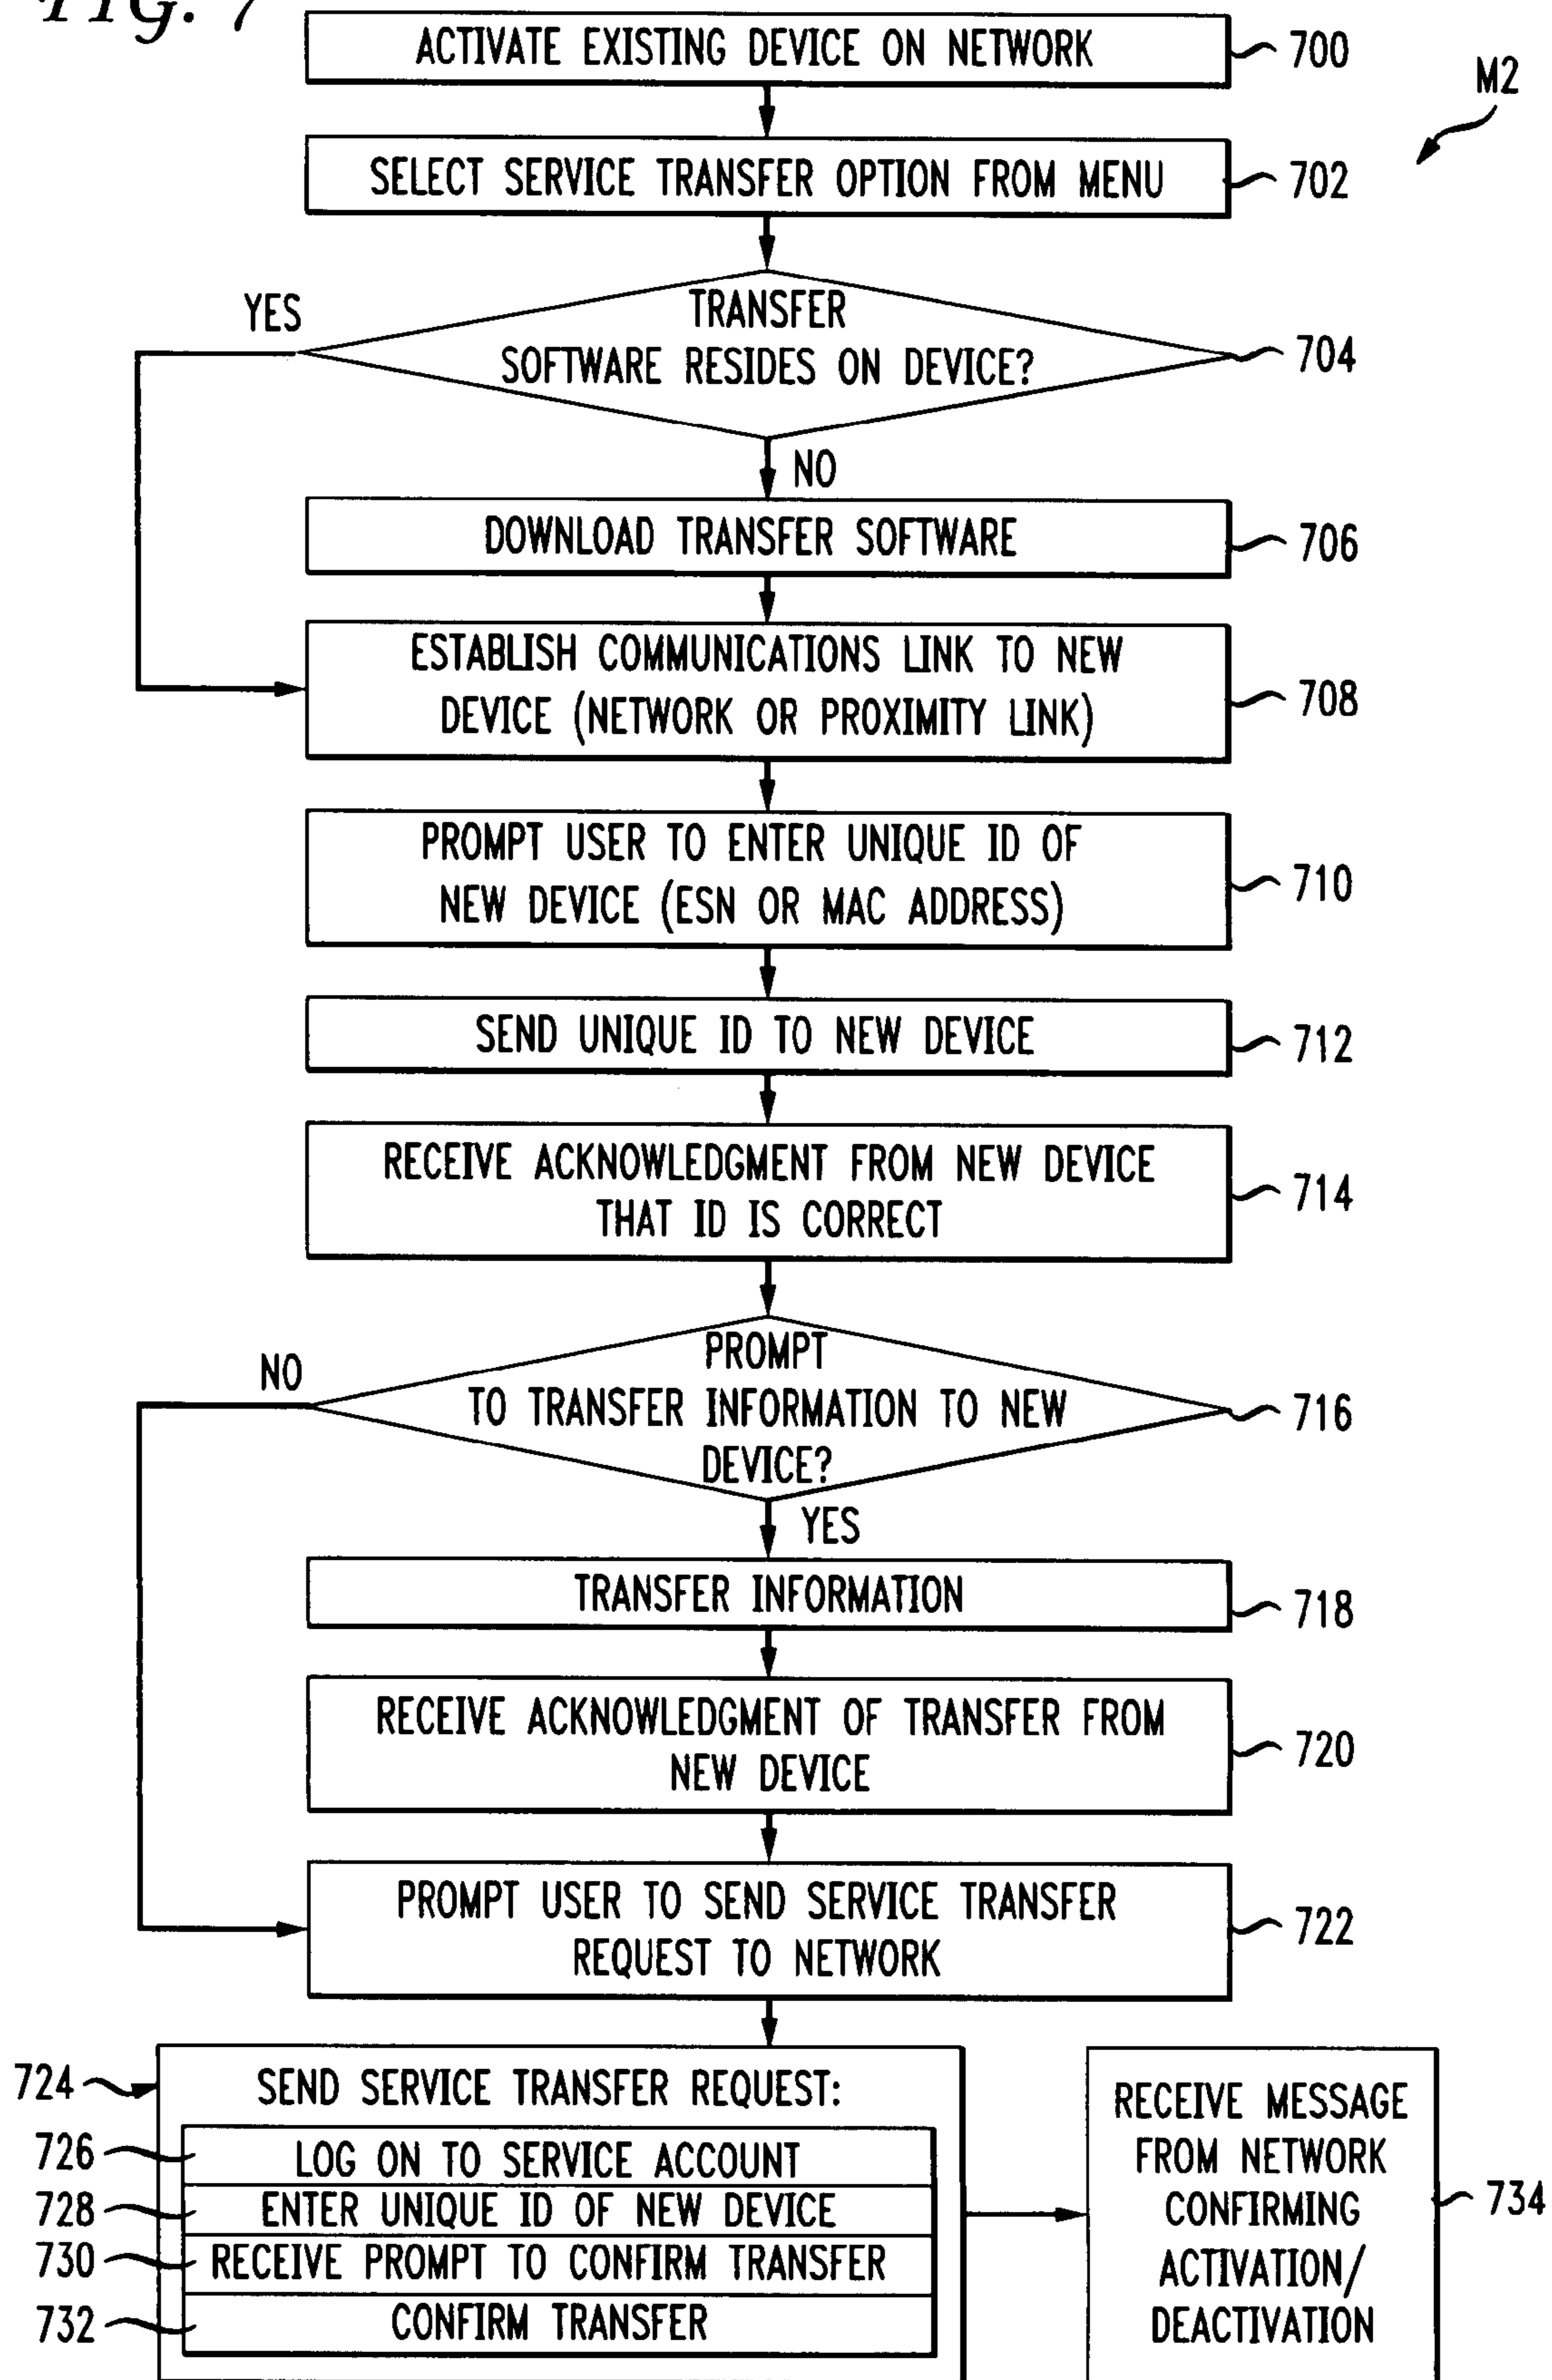 FIG. 7
ACTIVATE EXISTING DEVICE ON NETWORK
700
M2
SELECT SERVICE TRANSFER OPTION FROM MENU
702
YES
TRANSFER
SOFTWARE RESIDES ON DEVICE?
704
NO
DOWNLOAD TRANSFER SOFTWARE
706
ESTABLISH COMMUNICATIONS LINK TO NEW
DEVICE (NETWORK OR PROXIMITY LINK)
708
PROMPT USER TO ENTER UNIQUE ID OF
NEW DEVICE (ESN OR MAC ADDRESS)
710
SEND UNIQUE ID TO NEW DEVICE
712
RECEIVE ACKNOWLEDGMENT FROM NEW DEVICE
THAT ID IS CORRECT
714
NO
PROMPT
TO TRANSFER INFORMATION TO NEW
DEVICE?
716
YES
TRANSFER INFORMATION
718
RECEIVE ACKNOWLEDGMENT OF TRANSFER FROM
NEW DEVICE
720
PROMPT USER TO SEND SERVICE TRANSFER
REQUEST TO NETWORK
722
724
SEND SERVICE TRANSFER REQUEST:
726
LOG ON TO SERVICE ACCOUNT
728
ENTER UNIQUE ID OF NEW DEVICE
730
RECEIVE PROMPT TO CONFIRM TRANSFER
732
CONFIRM TRANSFER
RECEIVE MESSAGE
FROM NETWORK
CONFIRMING
ACTIVATION/
DEACTIVATION
734